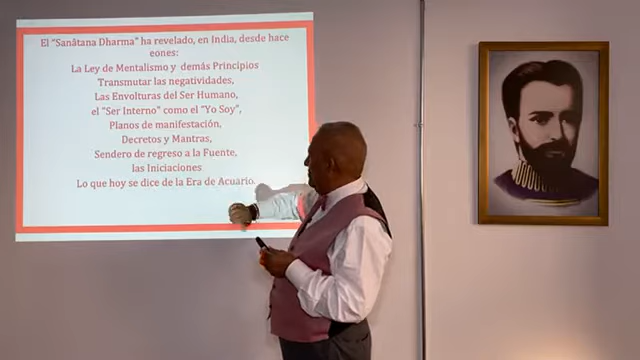 El “Sanâtana Dharma” ha revelado, en India, desde hace
eones:
La Ley de Mentalismo y demás Principios
Transmutar las negatividades,
Las Envolturas del Ser Humano,
el “Ser Interno” como el “Yo Soy”,
Planos de manifestación,
Decretos y Mantras,
Sendero de regreso a la Fuente,
las Iniciaciones
Lo que hoy se dice de la Era de Acuario.